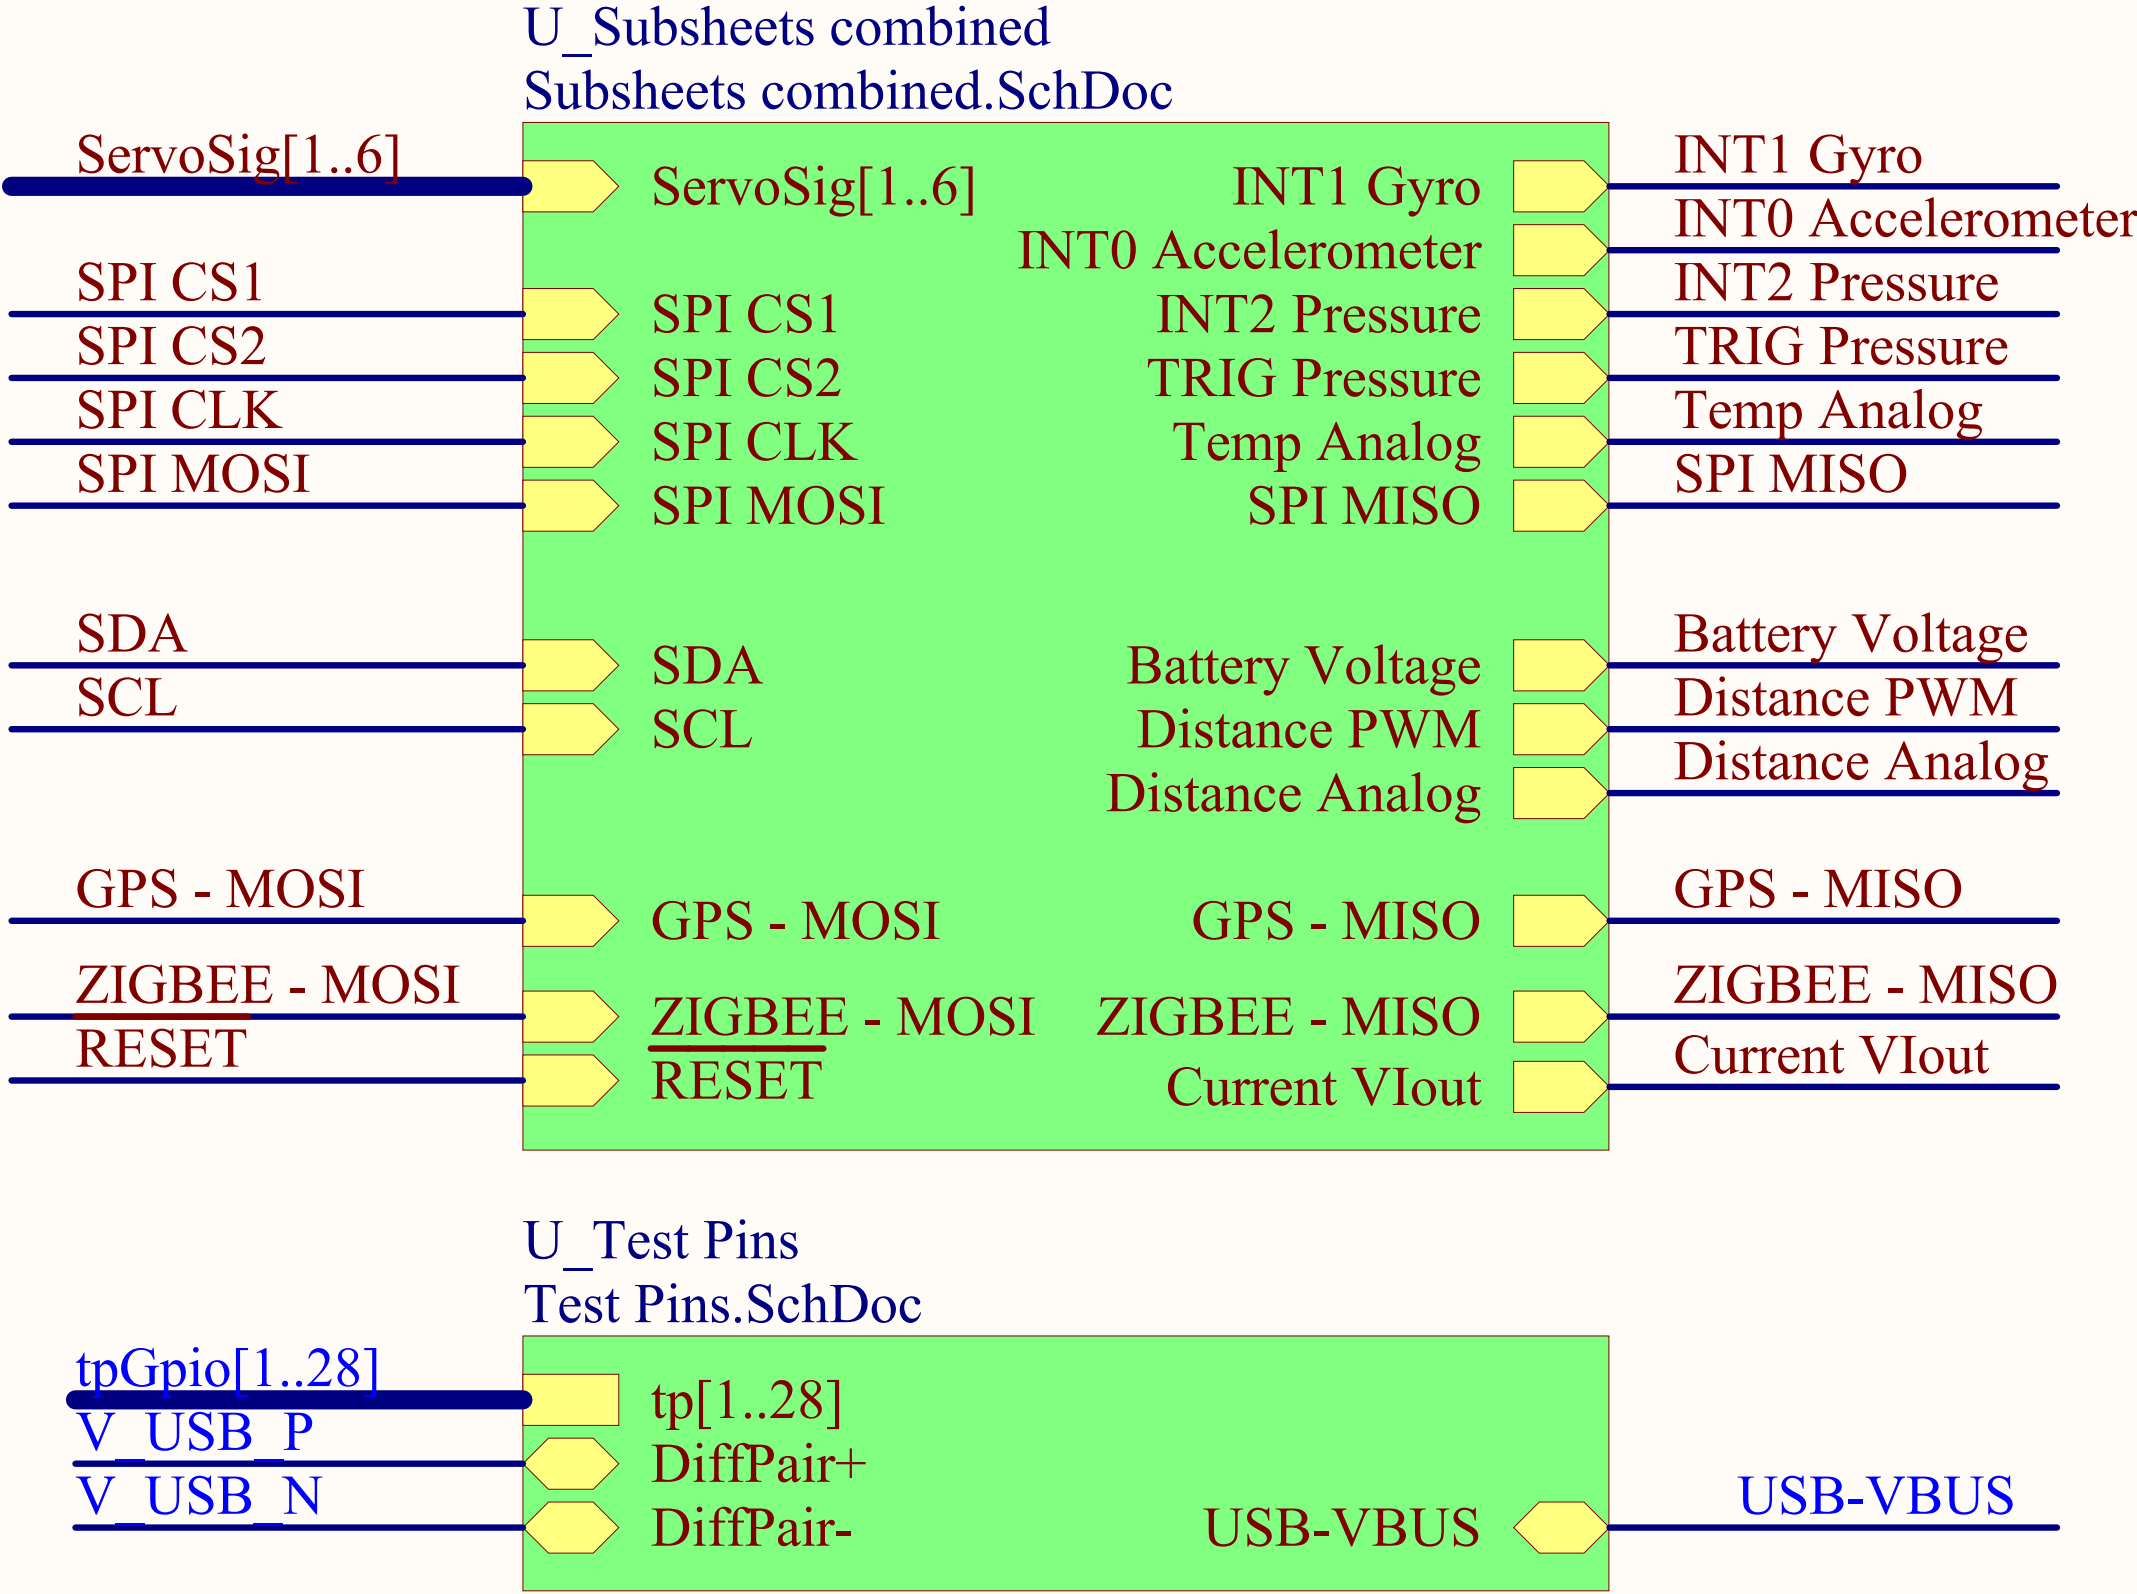 U_Subsheets combined
Subsheets combined.SchDoc
ServoSig[1..6]
SPI CS1
SPI CS2
SPI CLK
SPI MOSI
SDA
SCL
GPS - MOSI
ZIGBEE - MOSI
RESET
ServoSig[1..6]
SPI CS1
SPI CS2
SPI CLK
SPI MOSI
SDA
SCL
GPS - MOSI
ZIGBEE - MOSI
RESET
INT1 Gyro
INT0 Accelerometer
INT2 Pressure
TRIG Pressure
Temp Analog
SPI MISO
Battery Voltage
Distance PWM
Distance Analog
GPS - MISO
ZIGBEE - MISO
Current VIout
INT1 Gyro
INT0 Accelerometer
INT2 Pressure
TRIG Pressure
Temp Analog
SPI MISO
Battery Voltage
Distance PWM
Distance Analog
GPS - MISO
ZIGBEE - MISO
Current VIout
U_Test Pins
Test Pins.SchDoc
tpGpio[1..28]
V_USB_P
V_USB_N
tp[1..28]
DiffPair+
DiffPair-
USB-VBUS
USB-VBUS